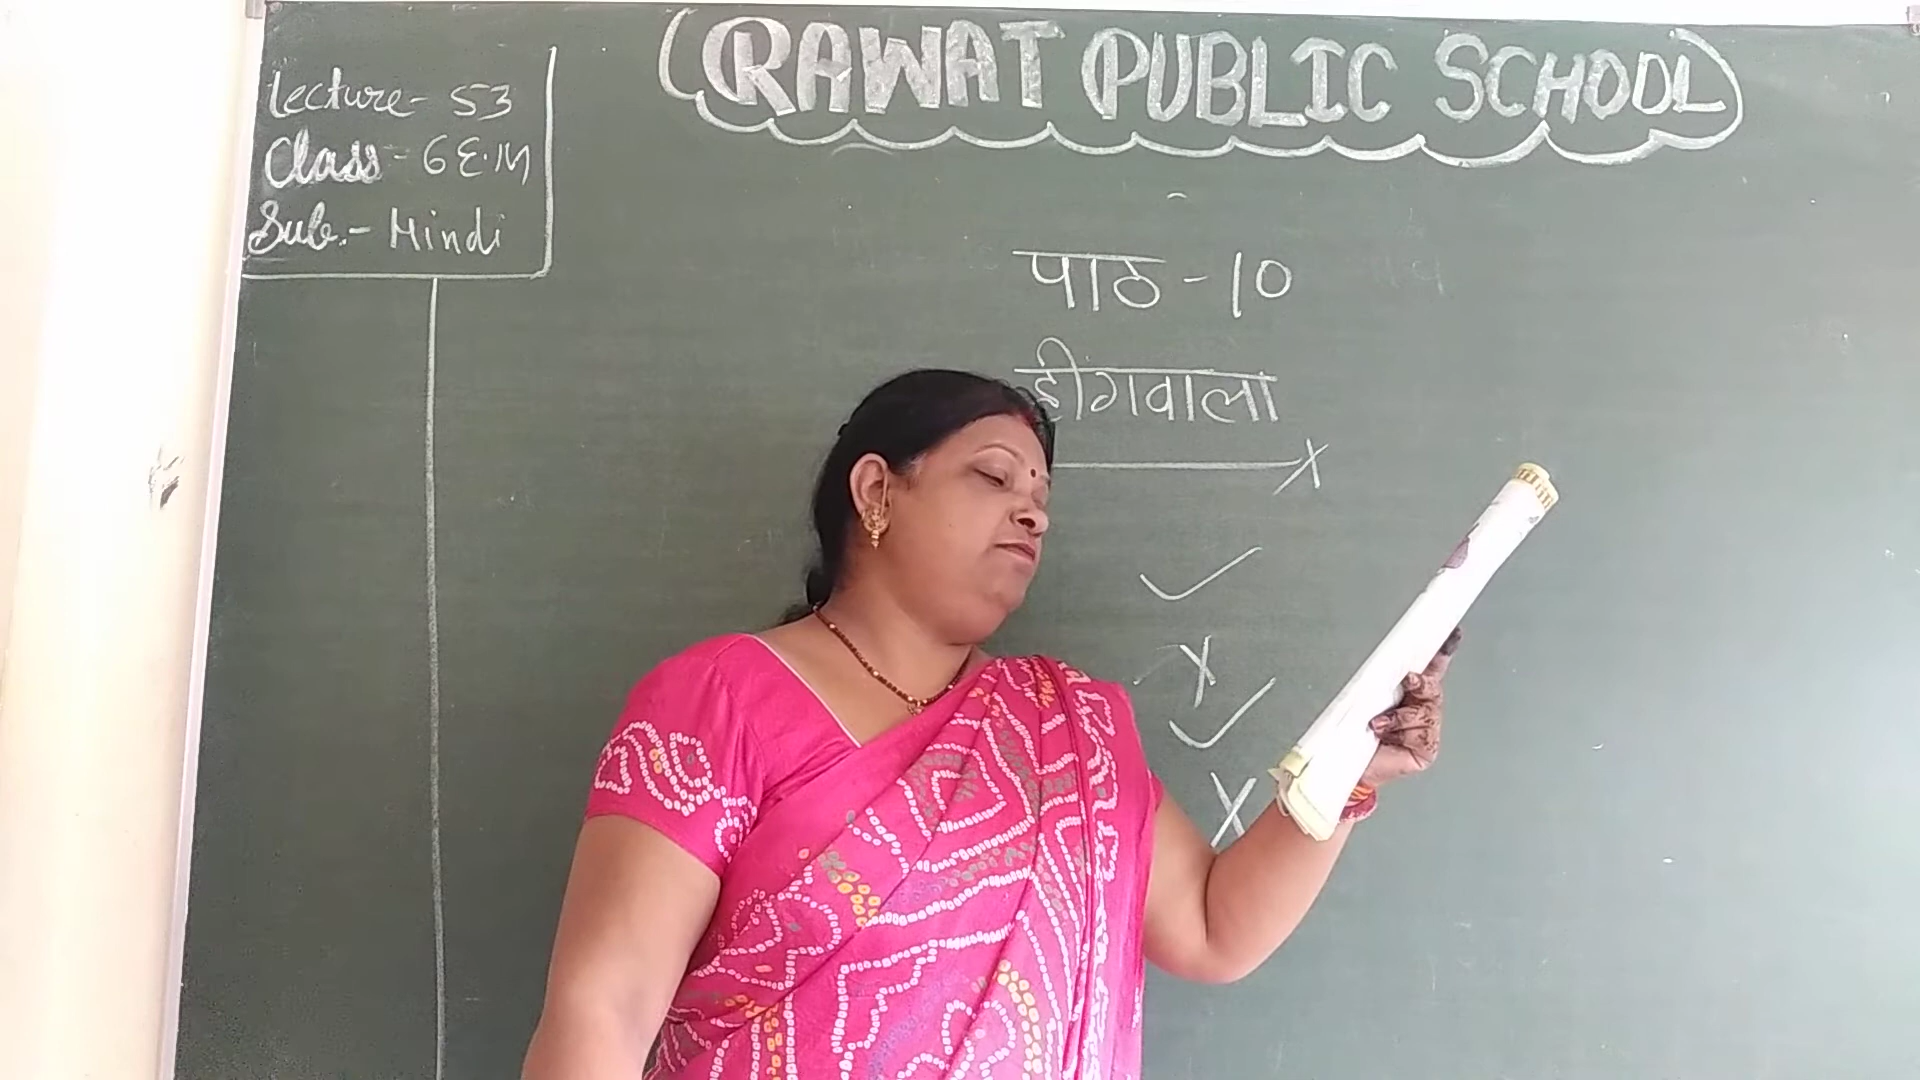 RAWAT PUBLIC SCHOOL
Lecture - 53
Class - 6 E.M
Sub. - Hindi
पाठ - 10
हींगवाला